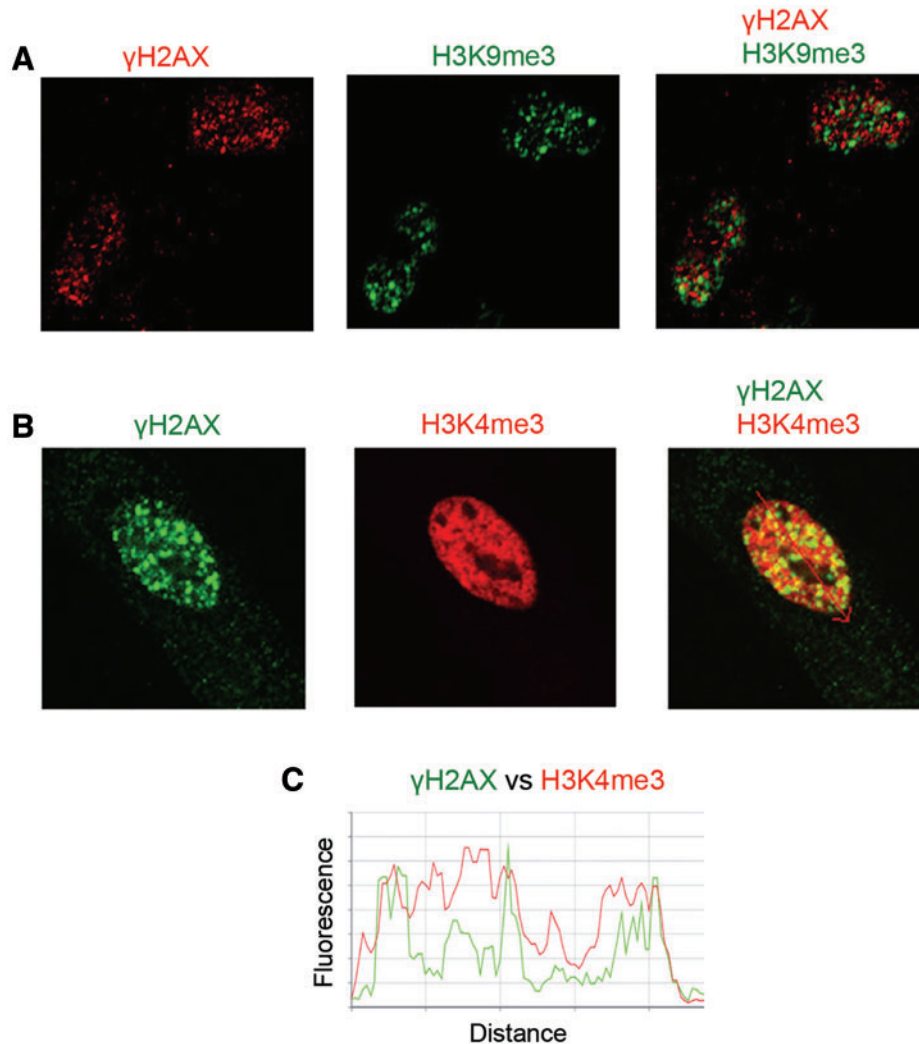 A
γH2AX
H3K9me3
γH2AX
H3K9me3
B
γH2AX
H3K4me3
γH2AX
H3K4me3
C
γH2AX vs H3K4me3
Fluorescence
Distance